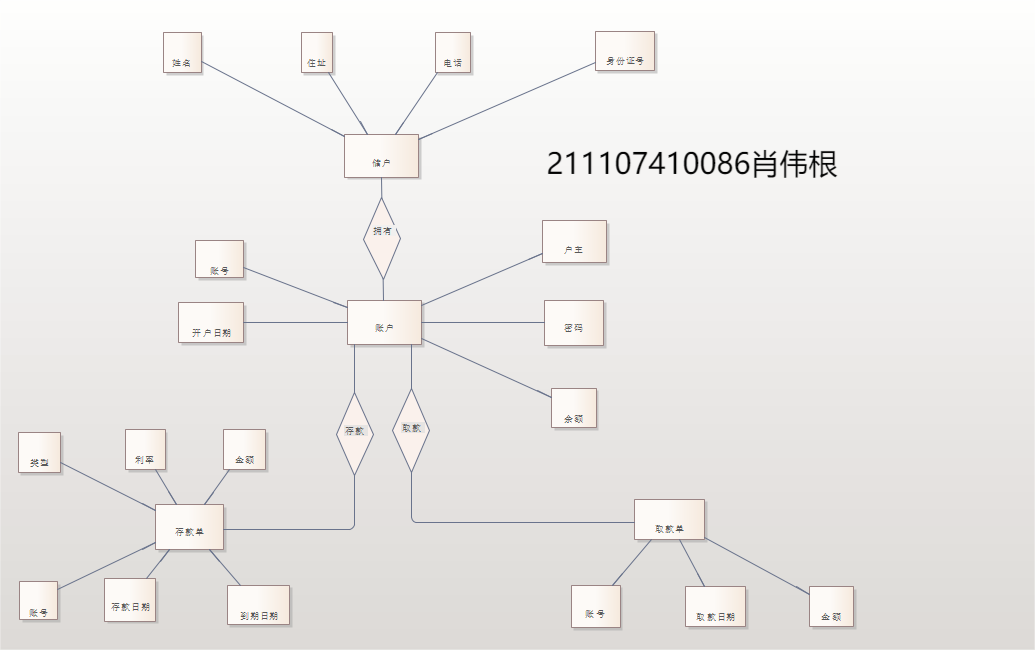 姓名
住址
电话
身份证号
储户
211107410086肖伟根
拥有
户主
账号
开户日期
账户
密码
余额
存款
取款
类型
利率
金额
存款单
取款单
账号
存款日期
到期日期
账号
取款日期
金额